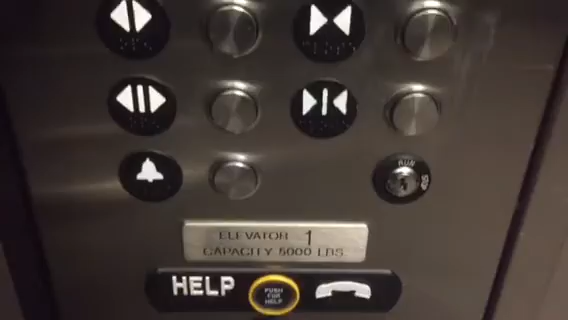 RUN
ELEVATOR 1
CAPACITY 5000 LBS.
HELP
PUSH
FOR
HELP